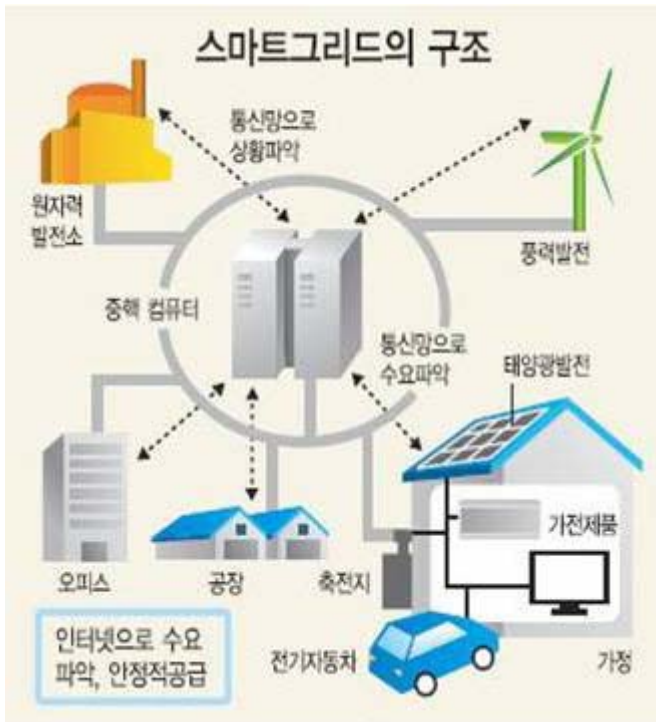 스마트그리드의 구조
통신망으로
상황파악
원자력
발전소
풍력발전
중핵 컴퓨터
통신망으로
수요파악
태양광발전
가전제품
오피스
공장
축전지
인터넷으로 수요
파악, 안정적공급
전기자동차
가정